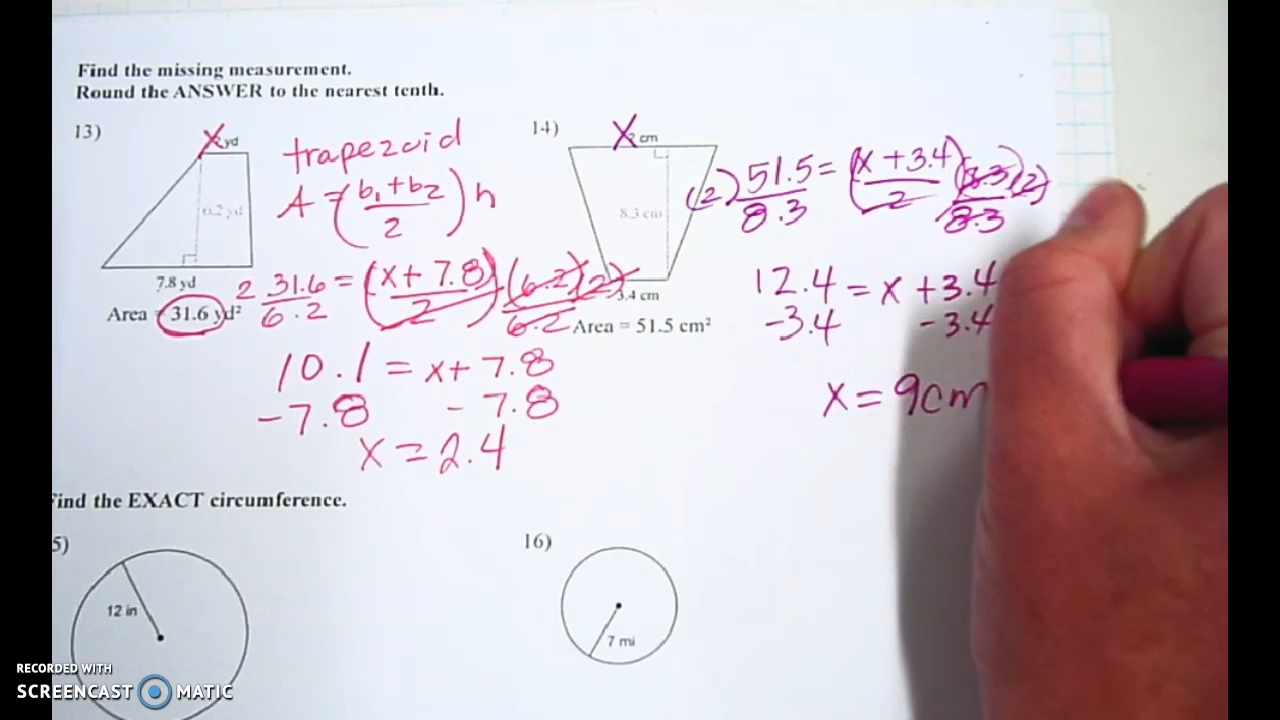 Find the missing measurement.
Round the ANSWER to the nearest tenth.
13)
X yd
6.2 yd
7.8 yd
Area = 31.6 yd²
trapezoid
A = (b₁ + b₂ / 2) h
2 31.6 / 6.2 = (x + 7.8 / 2) (6.2)(2) / 6.2
10.1 = x + 7.8
-7.8 - 7.8
x = 2.4
14)
X cm
8.3 cm
3.4 cm
Area = 51.5 cm²
(2) 51.5 / 8.3 = (x + 3.4 / 2) (8.3)(2) / 8.3
12.4 = x + 3.4
-3.4 -3.4
x = 9cm
ind the EXACT circumference.
5)
12 in
16)
7 mi
RECORDED WITH
SCREENCAST MATIC